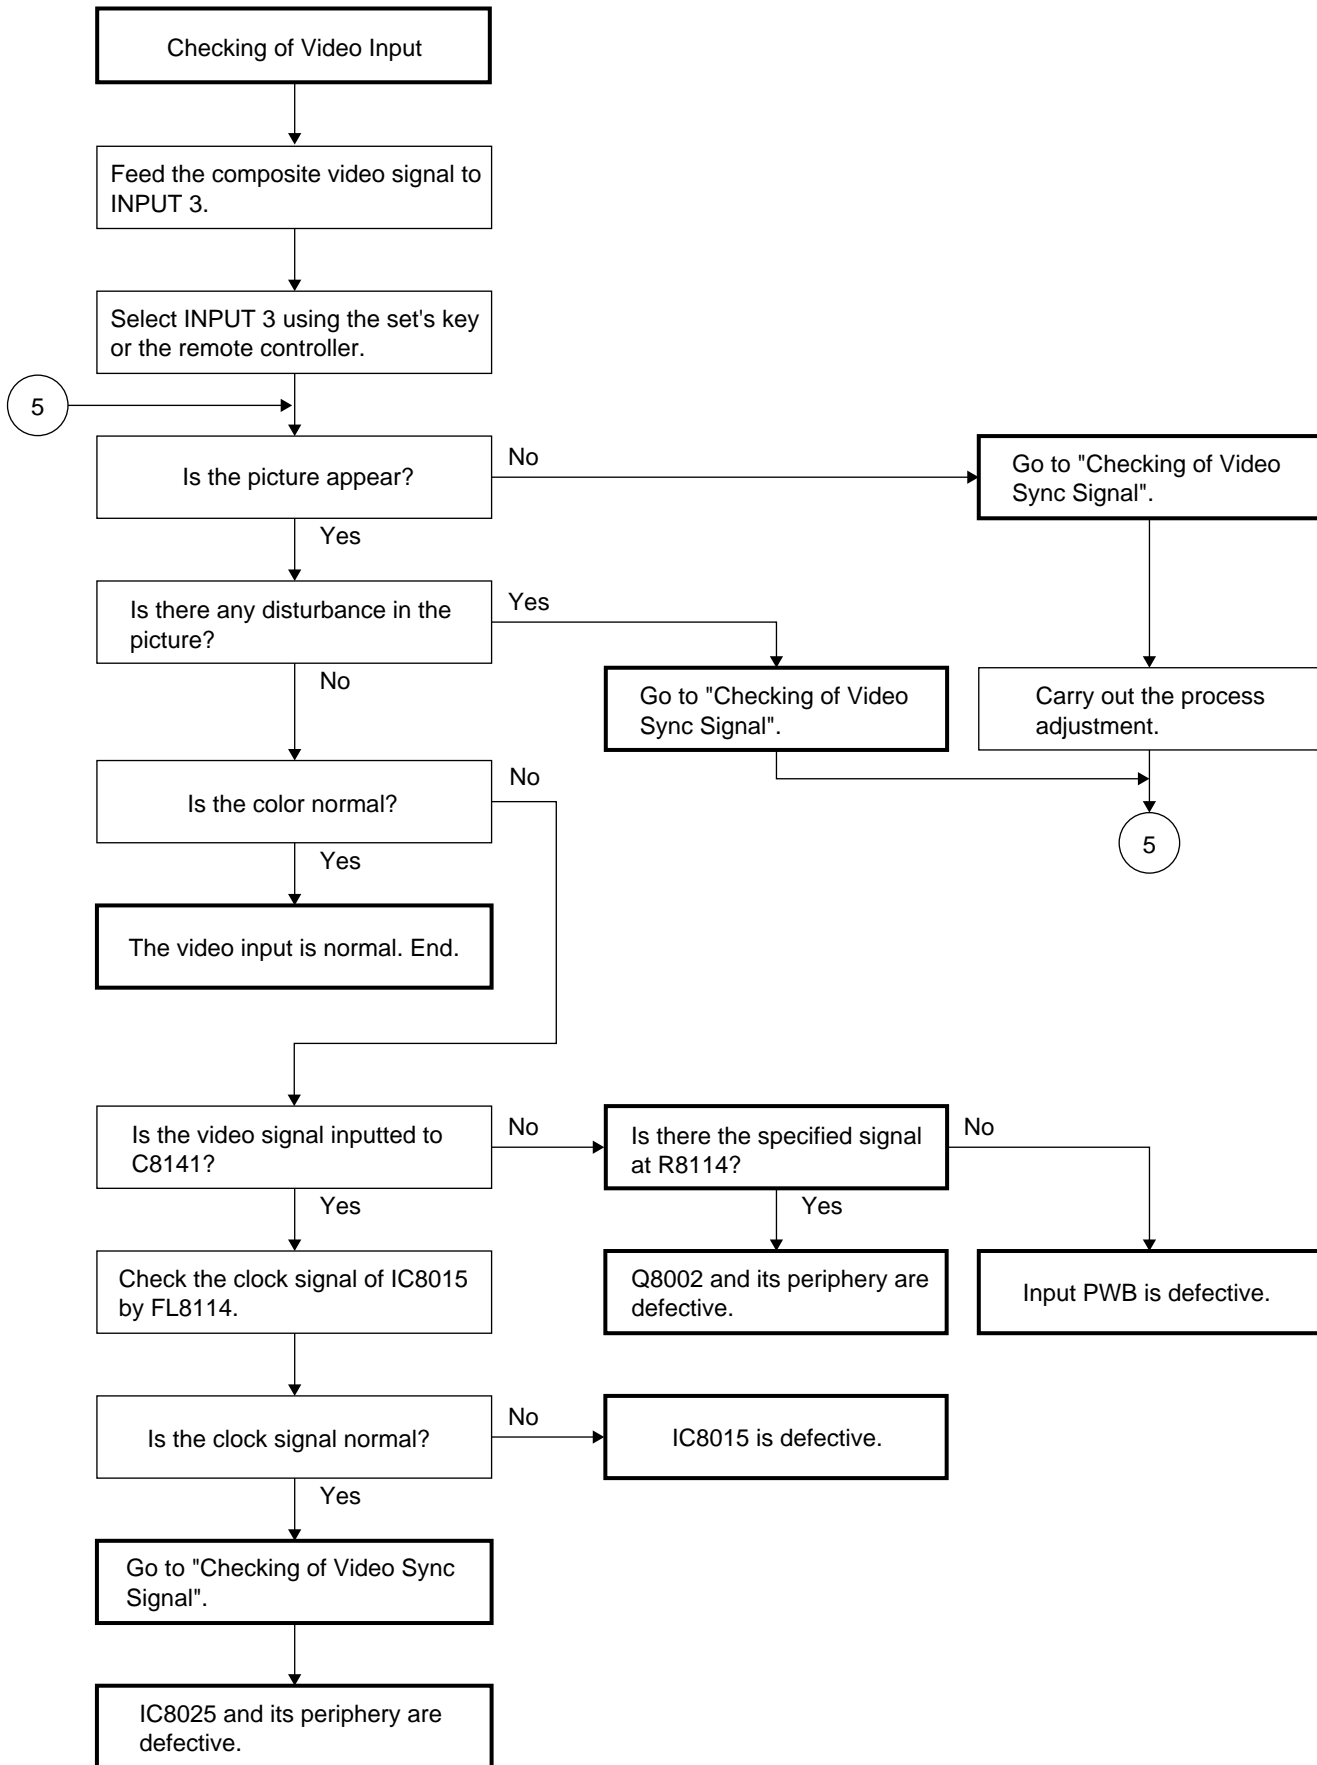 Checking of Video Input
Feed the composite video signal to
INPUT 3.
Select INPUT 3 using the set's key
or the remote controller.
5
Is the picture appear?
No
Go to "Checking of Video
Sync Signal".
Yes
Is there any disturbance in the
picture?
Yes
No
Go to "Checking of Video
Sync Signal".
Carry out the process
adjustment.
5
Is the color normal?
No
Yes
The video input is normal. End.
Is the video signal inputted to
C8141?
No
Is there the specified signal
at R8114?
No
Yes
Yes
Check the clock signal of IC8015
by FL8114.
Q8002 and its periphery are
defective.
Input PWB is defective.
Is the clock signal normal?
No
IC8015 is defective.
Yes
Go to "Checking of Video Sync
Signal".
IC8025 and its periphery are
defective.